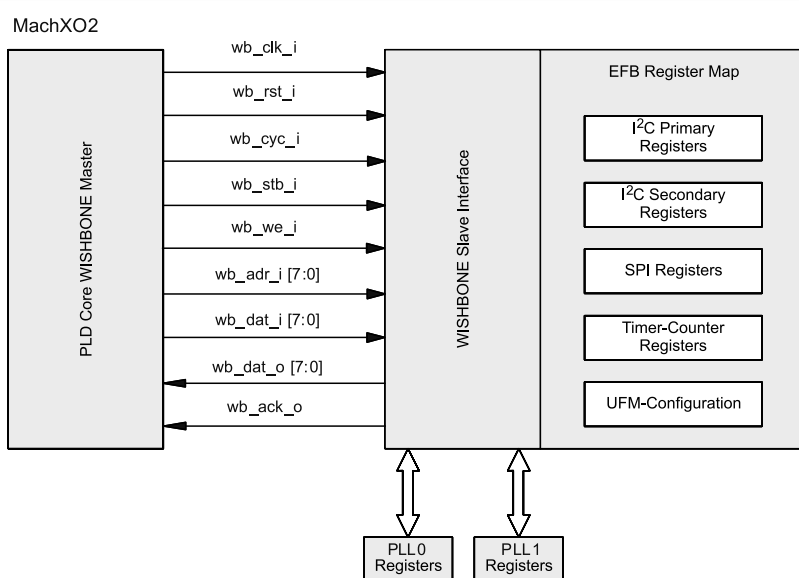 MachXO2
PLD Core WISHBONE Master
wb_clk_i
wb_rst_i
wb_cyc_i
wb_stb_i
wb_we_i
wb_adr_i [7:0]
wb_dat_i [7:0]
wb_dat_o [7:0]
wb_ack_o
WISHBONE Slave Interface
EFB Register Map
I²C Primary
Registers
I²C Secondary
Registers
SPI Registers
Timer-Counter
Registers
UFM-Configuration
PLL0
Registers
PLL1
Registers